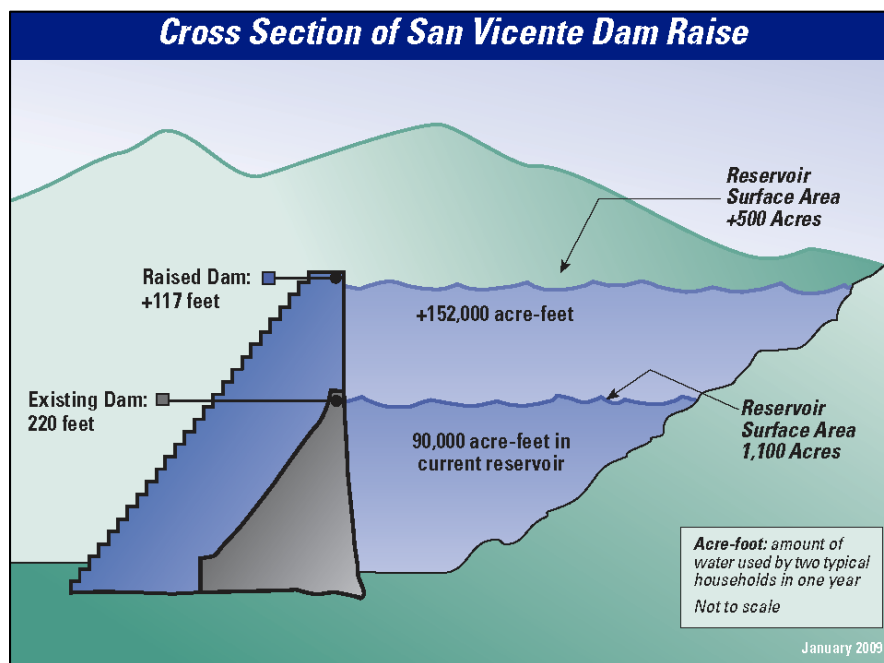 Cross Section of San Vicente Dam Raise
Reservoir
Surface Area
+500 Acres
Raised Dam:
+117 feet
+152,000 acre-feet
Existing Dam:
220 feet
90,000 acre-feet in
current reservoir
Reservoir
Surface Area
1,100 Acres
Acre-foot: amount of
water used by two typical
households in one year
Not to scale
January 2009